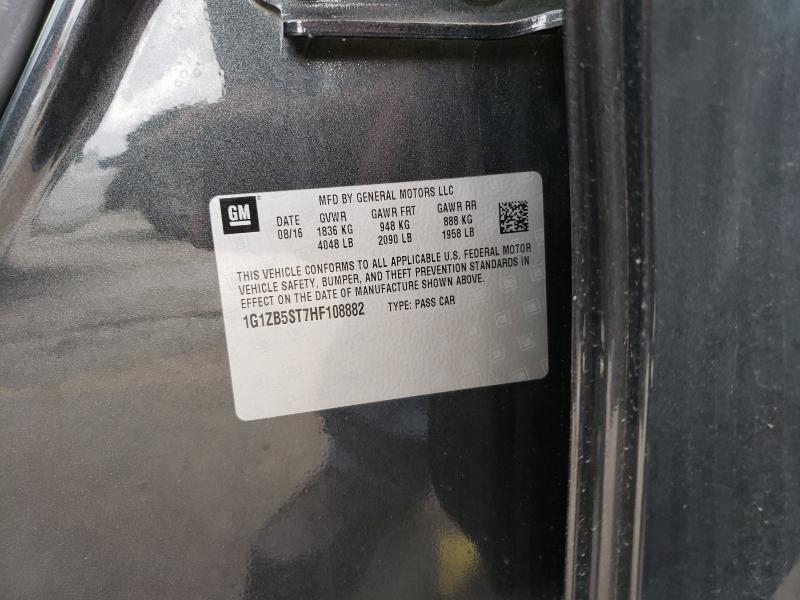 GM
MFD BY GENERAL MOTORS LLC
DATE GVWR GAWR FRT GAWR RR
08/16 1836 KG 948 KG 888 KG
4048 LB 2090 LB 1958 LB
THIS VEHICLE CONFORMS TO ALL APPLICABLE U.S. FEDERAL MOTOR
VEHICLE SAFETY, BUMPER, AND THEFT PREVENTION STANDARDS IN
EFFECT ON THE DATE OF MANUFACTURE SHOWN ABOVE.
1G1ZB5ST7HF108882 TYPE: PASS CAR